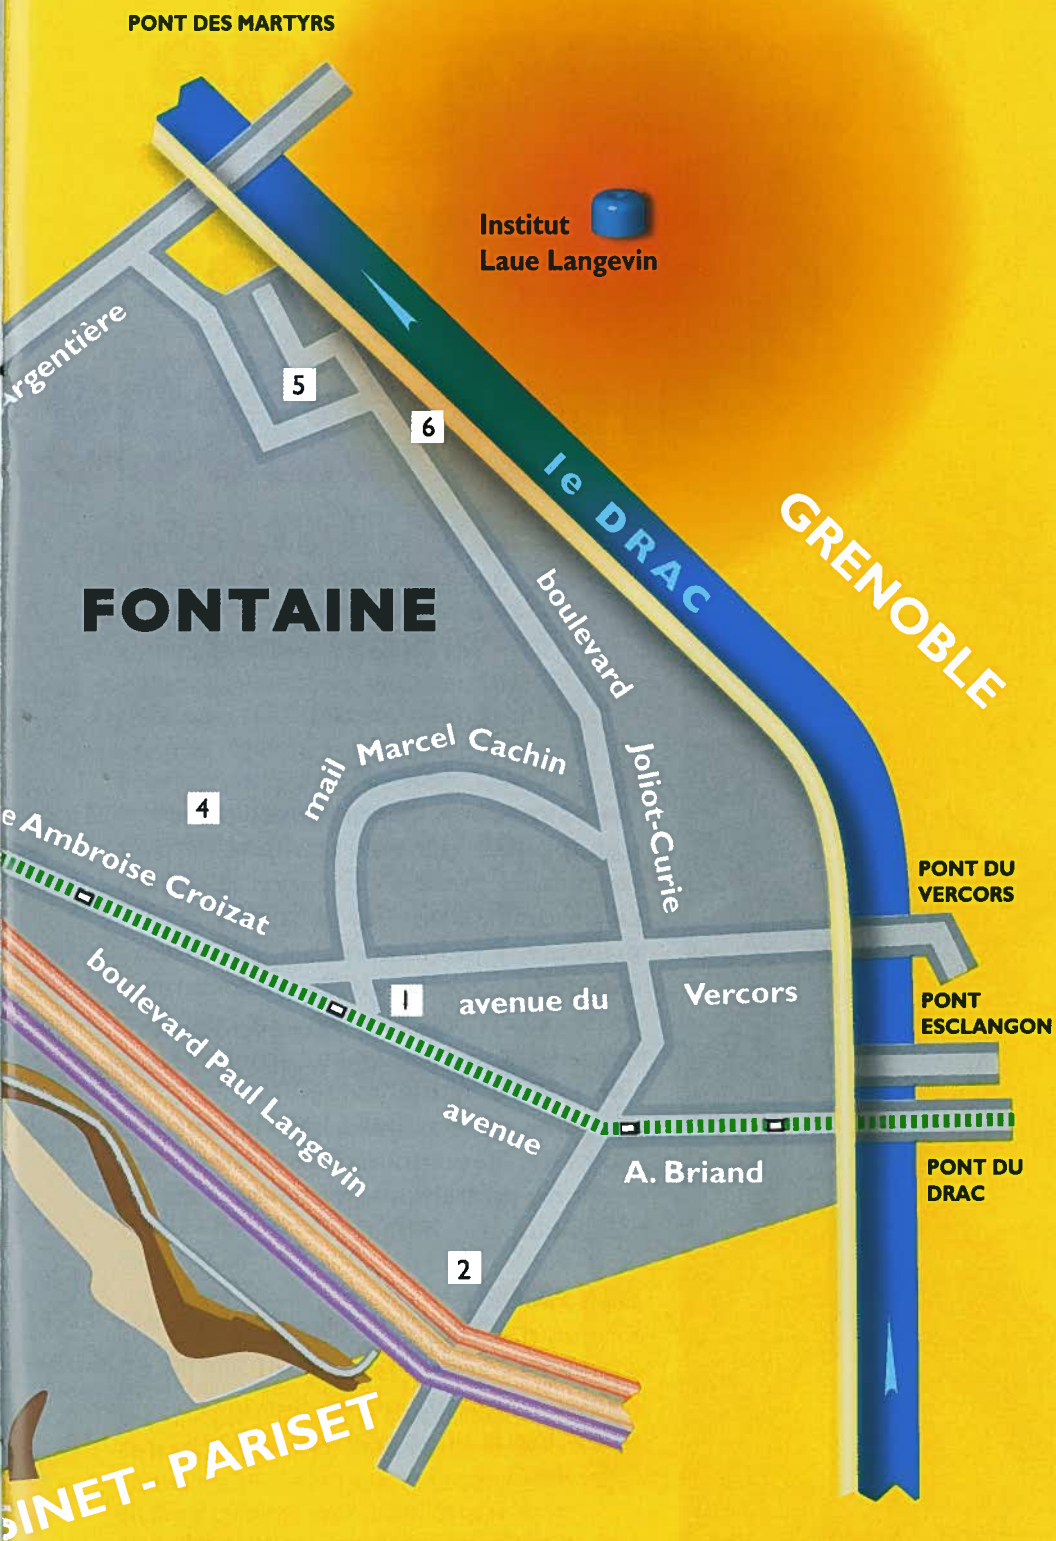 PONT DES MARTYRS
Institut
Laue Langevin
Argentière
5
6
le DRAC
GRENOBLE
FONTAINE
boulevard
Joliot-Curie
mail Marcel Cachin
4
e Ambroise Croizat
PONT DU
VERCORS
boulevard Paul Langevin
1
avenue du Vercors
PONT
ESCLANGON
avenue
A. Briand
PONT DU
DRAC
2
SINET - PARISET